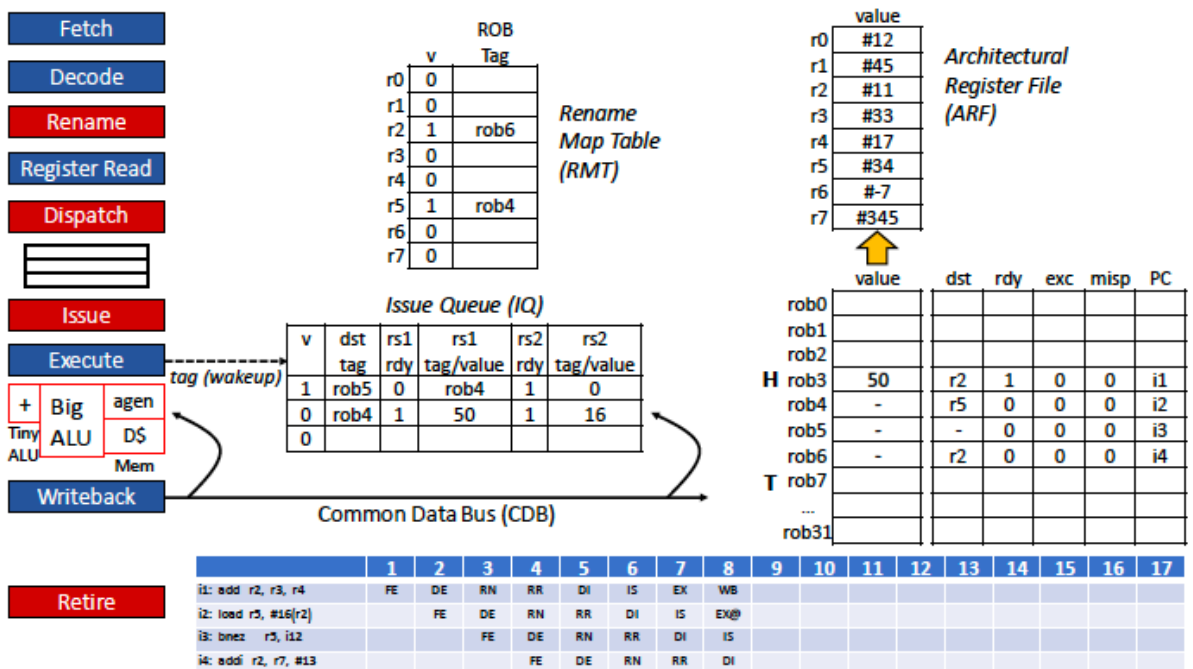 Fetch
Decode
Rename
Register Read
Dispatch
Issue
Execute
+ Big ALU agen
Tiny ALU D$
Mem
Writeback
Retire
ROB
v Tag
r0 0
r1 0
r2 1 rob6
r3 0
r4 0
r5 1 rob4
r6 0
r7 0
Rename
Map Table
(RMT)
value
r0 #12
r1 #45
r2 #11
r3 #33
r4 #17
r5 #34
r6 #-7
r7 #345
Architectural
Register File
(ARF)
Issue Queue (IQ)
v dst rs1 rs1 rs2 rs2
tag rdy tag/value rdy tag/value
1 rob5 0 rob4 1 0
0 rob4 1 50 1 16
0
tag (wakeup)
Common Data Bus (CDB)
value dst rdy exc misp PC
rob0
rob1
rob2
H rob3 50 r2 1 0 0 i1
rob4 - r5 0 0 0 i2
rob5 - - 0 0 0 i3
rob6 - r2 0 0 0 i4
T rob7
...
rob31
1 2 3 4 5 6 7 8 9 10 11 12 13 14 15 16 17
i1: add r2, r3, r4 FE DE RN RR DI IS EX WB
i2: load r5, #16(r2) FE DE RN RR DI IS EX@
i3: bnez r5, i12 FE DE RN RR DI IS
i4: addi r2, r7, #13 FE DE RN RR DI